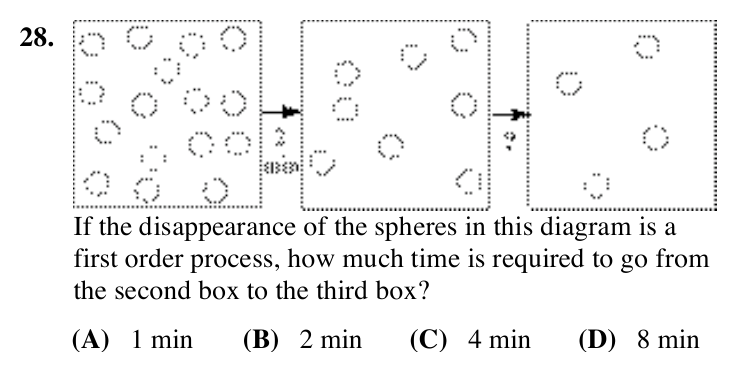 28.
2 ?
min
If the disappearance of the spheres in this diagram is a
first order process, how much time is required to go from
the second box to the third box?
(A) 1 min (B) 2 min (C) 4 min (D) 8 min